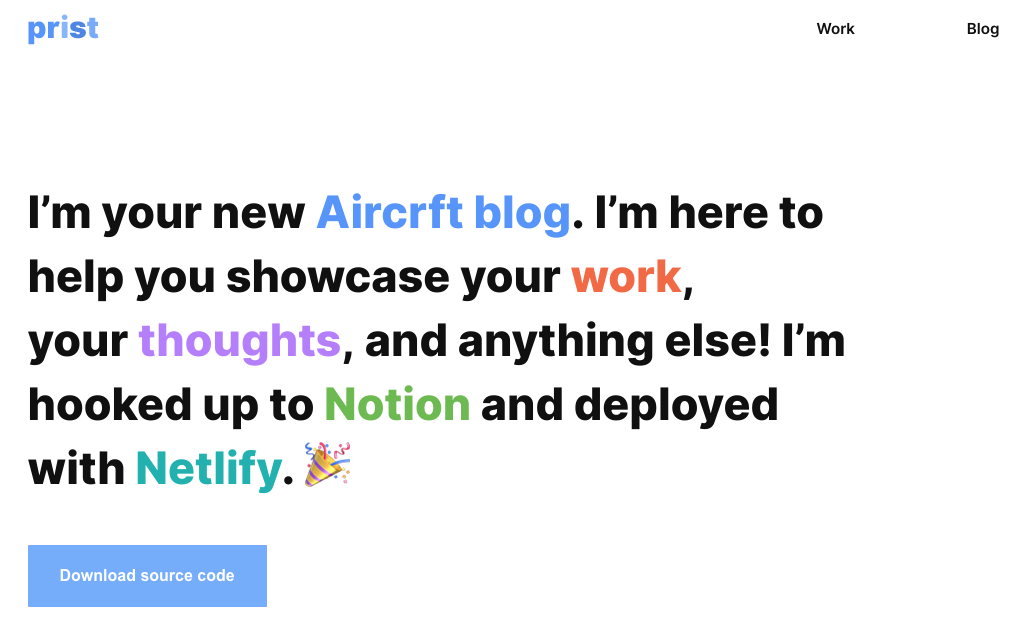 prist
Work
Blog
I’m your new Aircrft blog. I’m here to
help you showcase your work,
your thoughts, and anything else! I’m
hooked up to Notion and deployed
with Netlify. 🎉
Download source code